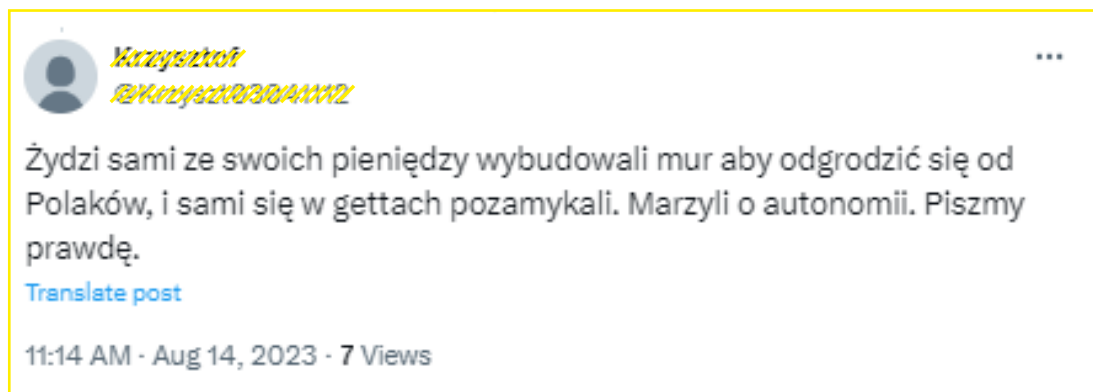 Żydzi sami ze swoich pieniędzy wybudowali mur aby odgrodzić się od
Polaków, i sami się w gettach pozamykali. Marzyli o autonomii. Piszmy
prawdę.
Translate post
11:14 AM · Aug 14, 2023 · 7 Views